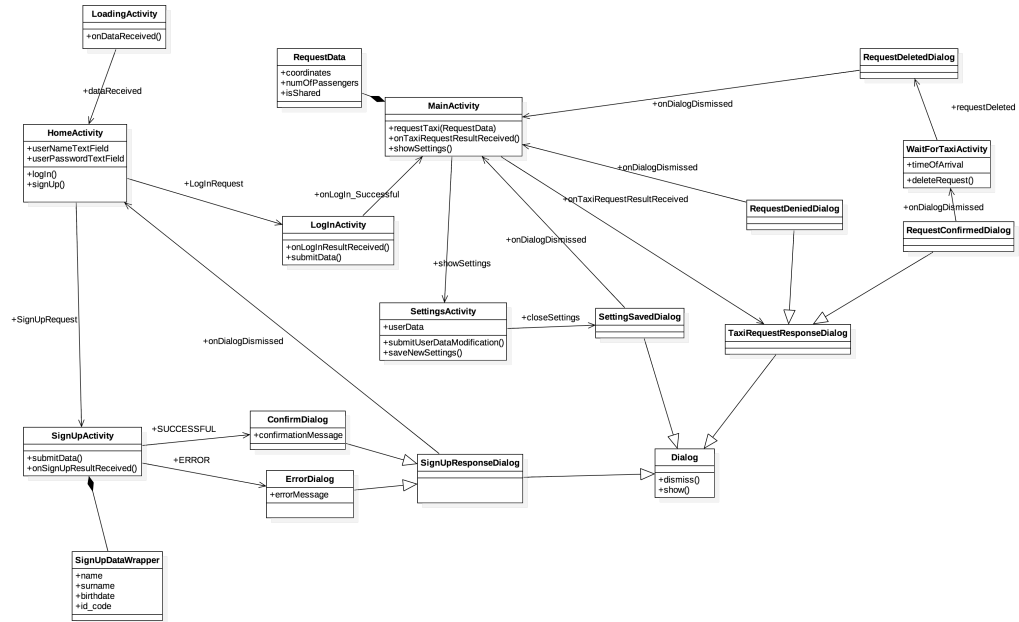 LoadingActivity
+onDataReceived()
+dataReceived
RequestData
+coordinates
+numOfPassengers
+isShared
RequestDeletedDialog
+onDialogDismissed
+requestDeleted
MainActivity
+requestTaxi(RequestData)
+onTaxiRequestResultReceived()
+showSettings()
HomeActivity
+userNameTextField
+userPasswordTextField
+logIn()
+signUp()
WaitForTaxiActivity
+timeOfArrival
+deleteRequest()
+LogInRequest
+onLogIn_Successful
+onDialogDismissed
+onTaxiRequestResultReceived
RequestDeniedDialog
+onDialogDismissed
RequestConfirmedDialog
LogInActivity
+onLogInResultReceived()
+submitData()
+onDialogDismissed
+showSettings
SettingsActivity
+userData
+submitUserDataModification()
+saveNewSettings()
+closeSettings
SettingSavedDialog
TaxiRequestResponseDialog
+SignUpRequest
+onDialogDismissed
SignUpActivity
+submitData()
+onSignUpResultReceived()
+SUCCESSFUL
+ERROR
ConfirmDialog
+confirmationMessage
ErrorDialog
+errorMessage
SignUpResponseDialog
Dialog
+dismiss()
+show()
SignUpDataWrapper
+name
+surname
+birthdate
+id_code